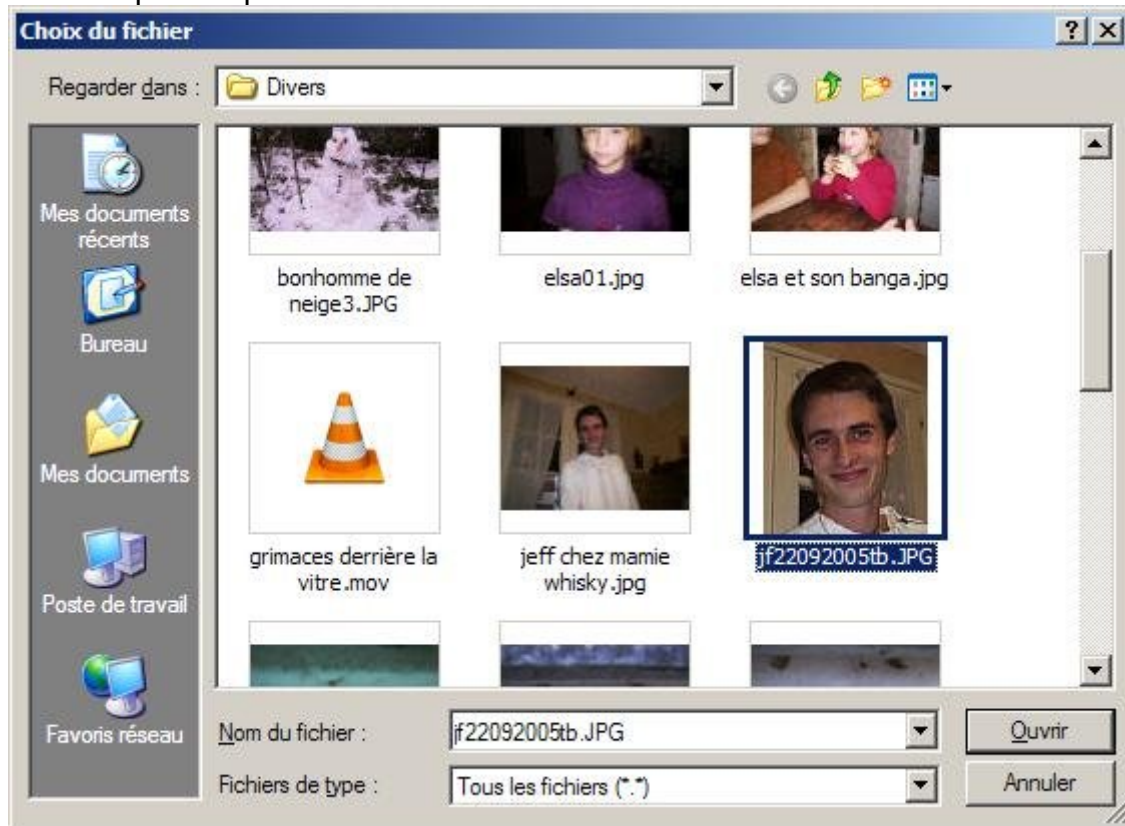 Choix du fichier
Regarder dans :
Divers
Mes documents
récents
Bureau
Mes documents
Poste de travail
Favoris réseau
bonhomme de
neige3.JPG
elsa01.jpg
elsa et son banga.jpg
grimaces derrière la
vitre.mov
jeff chez mamie
whisky.jpg
jf22092005tb.JPG
Nom du fichier :
jf22092005tb.JPG
Ouvrir
Fichiers de type :
Tous les fichiers (*.*)
Annuler